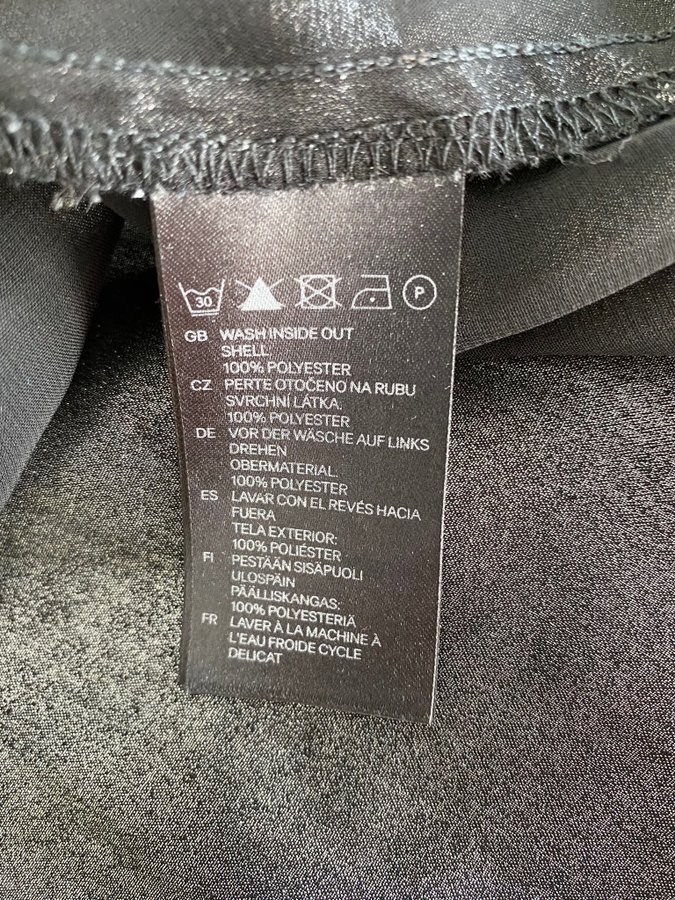 30
P
GB WASH INSIDE OUT
SHELL
100% POLYESTER
CZ PERTE OTOČENO NA RUBU
SVRCHNÍ LÁTKA:
100% POLYESTER
DE VOR DER WÄSCHE AUF LINKS
DREHEN
OBERMATERIAL.
100% POLYESTER
ES LAVAR CON EL REVÉS HACIA
FUERA
TELA EXTERIOR:
100% POLIÉSTER
FI PESTÄÄN SISÄPUOLI
ULOSPÄIN
PÄÄLLISKANGAS:
100% POLYESTERIÄ
FR LAVER À LA MACHINE À
L'EAU FROIDE CYCLE
DELICAT